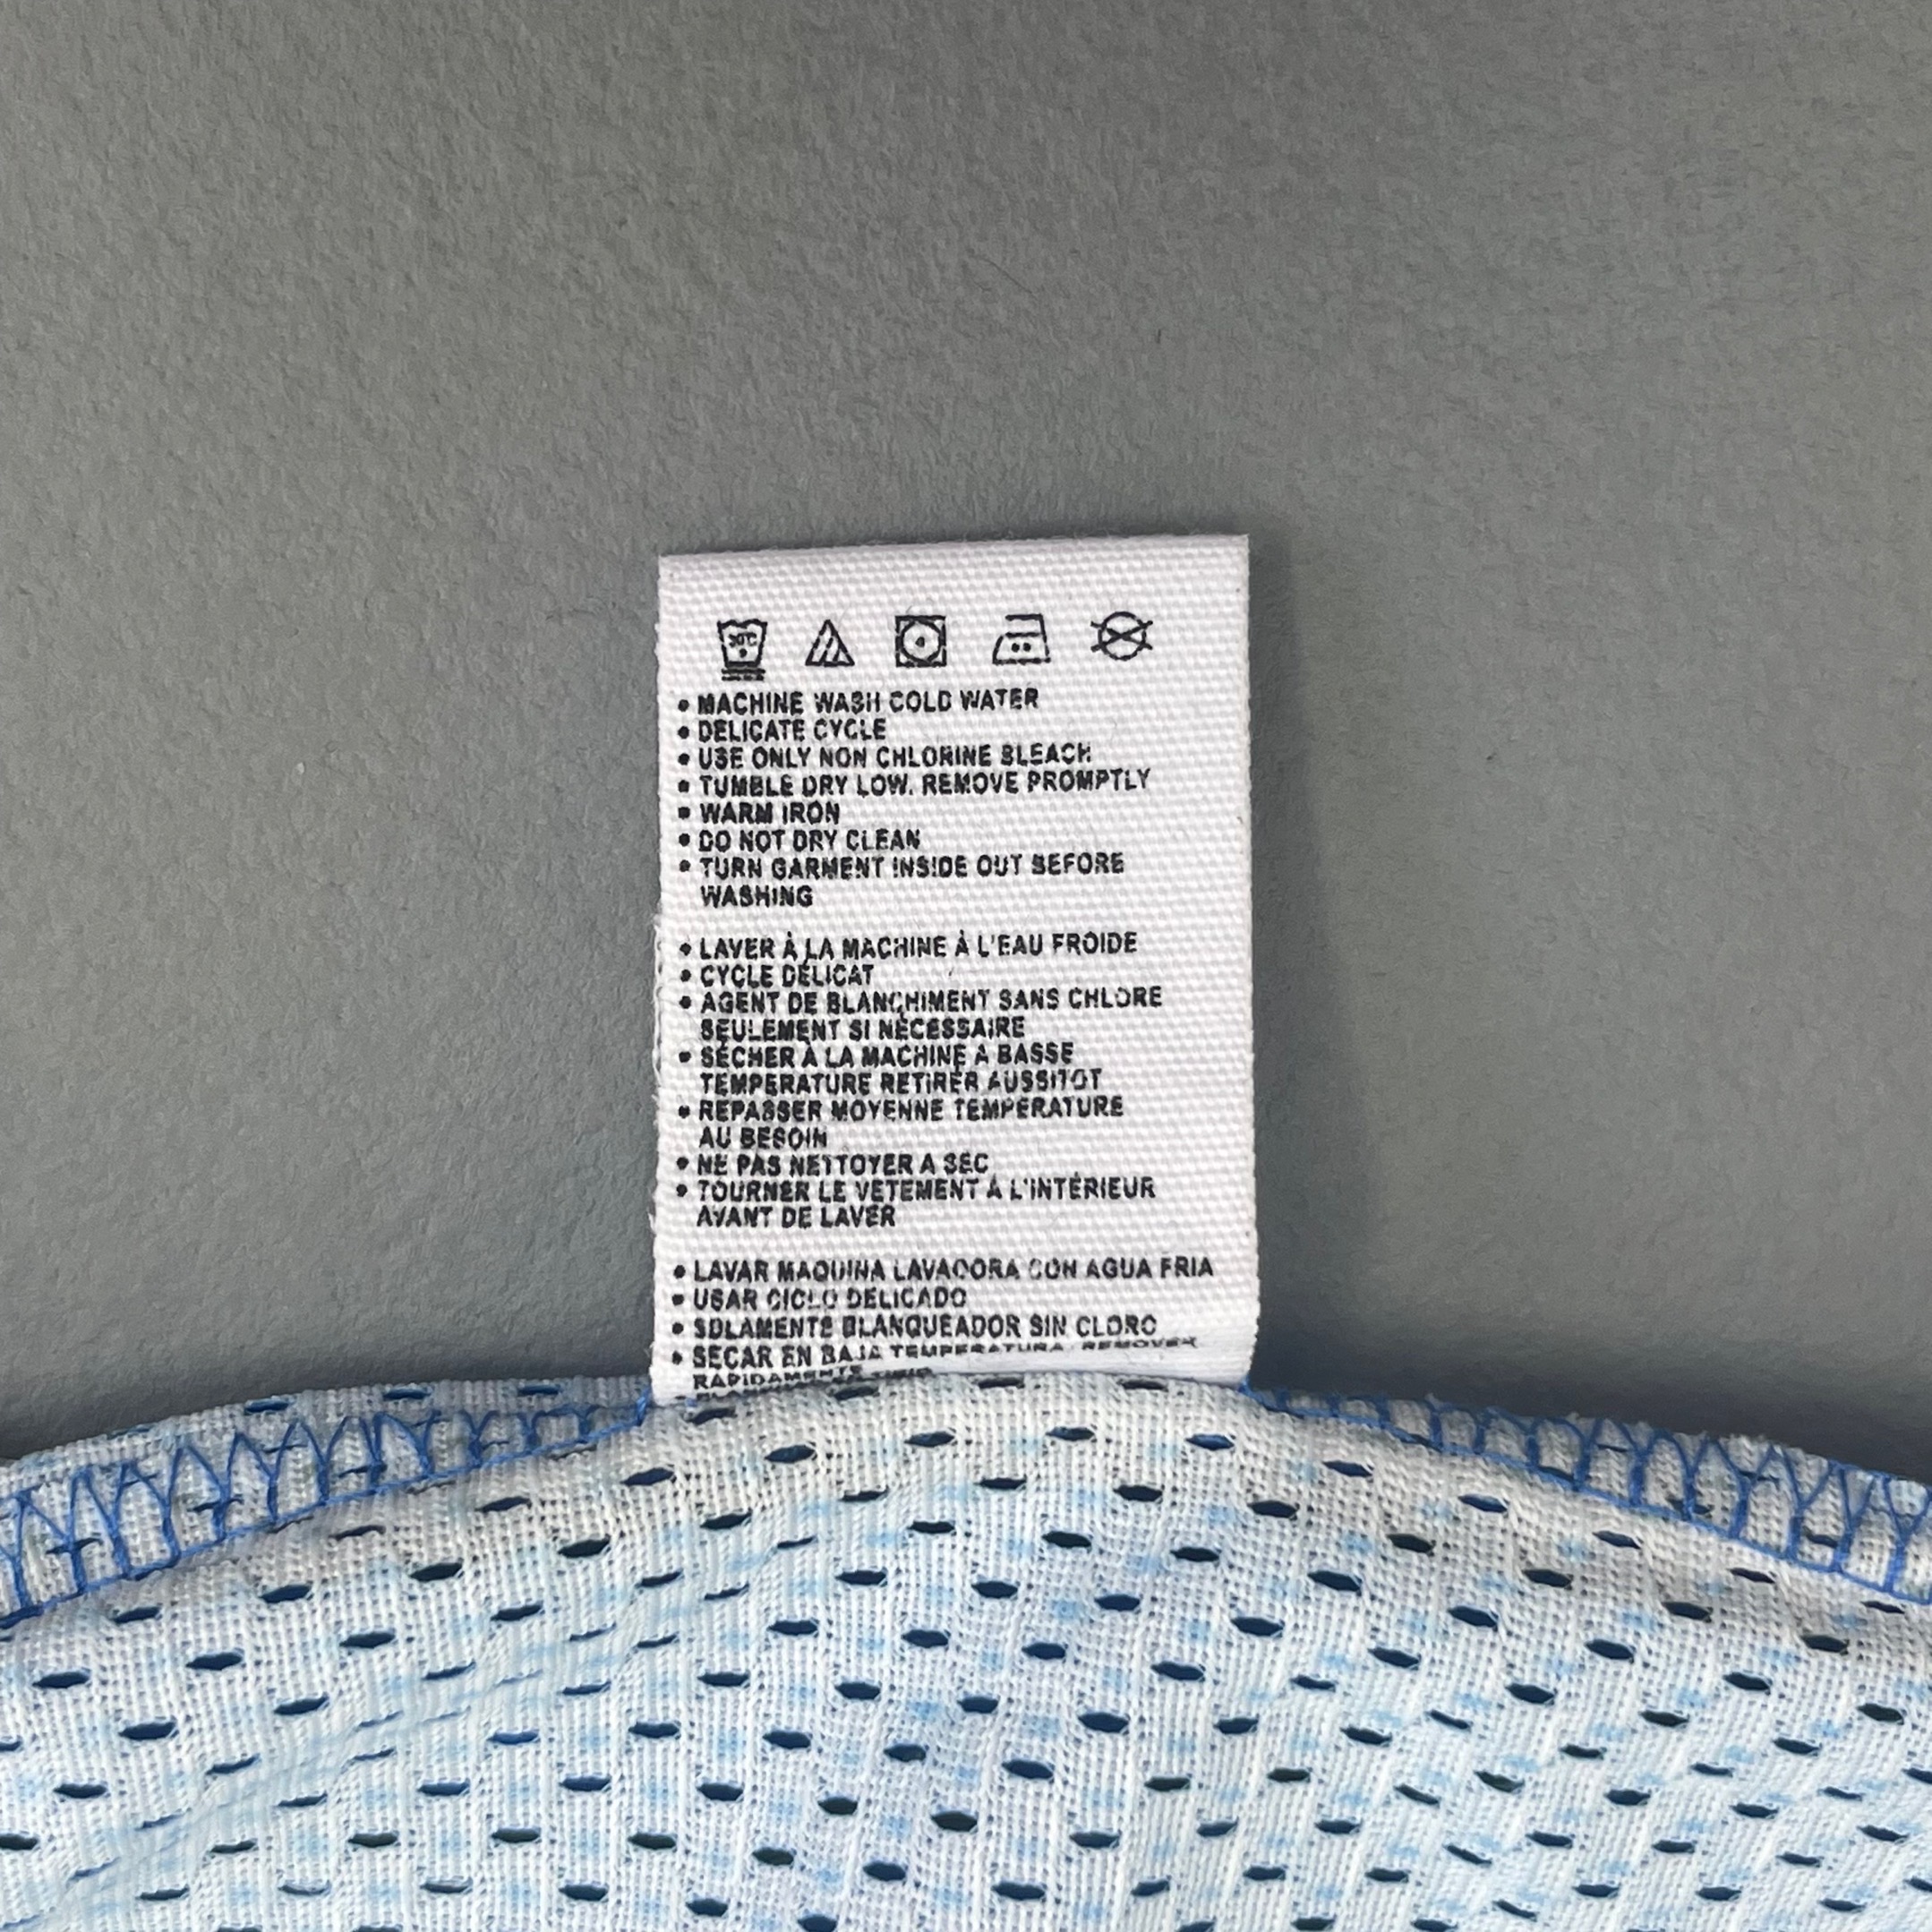 30°C
• MACHINE WASH COLD WATER
• DELICATE CYCLE
• USE ONLY NON CHLORINE BLEACH
• TUMBLE DRY LOW. REMOVE PROMPTLY
• WARM IRON
• DO NOT DRY CLEAN
• TURN GARMENT INSIDE OUT BEFORE
WASHING
• LAVER À LA MACHINE À L'EAU FROIDE
• CYCLE DÉLICAT
• AGENT DE BLANCHIMENT SANS CHLORE
SEULEMENT SI NÉCESSAIRE
• SÉCHER À LA MACHINE A BASSE
TEMPERATURE RETIRER AUSSITOT
• REPASSER MOYENNE TEMPÉRATURE
AU BESOIN
• NE PAS NETTOYER A SEC
• TOURNER LE VETEMENT À L'INTÉRIEUR
AVANT DE LAVER
• LAVAR MAQUINA LAVADORA CON AGUA FRIA
• USAR CICLO DELICADO
• SOLAMENTE BLANQUEADOR SIN CLORO
• SECAR EN BAJA TEMPERATURA. REMOVER
RAPIDAMENTE